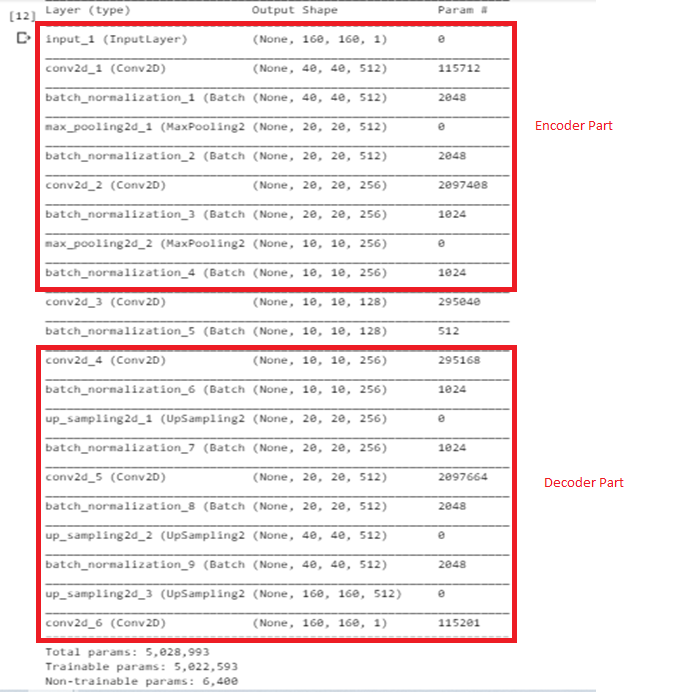 [12] Layer (type) Output Shape Param #
input_1 (InputLayer) (None, 160, 160, 1) 0
conv2d_1 (Conv2D) (None, 40, 40, 512) 115712
batch_normalization_1 (Batch (None, 40, 40, 512) 2048
max_pooling2d_1 (MaxPooling2 (None, 20, 20, 512) 0
Encoder Part
batch_normalization_2 (Batch (None, 20, 20, 512) 2048
conv2d_2 (Conv2D) (None, 20, 20, 256) 2097408
batch_normalization_3 (Batch (None, 20, 20, 256) 1024
max_pooling2d_2 (MaxPooling2 (None, 10, 10, 256) 0
batch_normalization_4 (Batch (None, 10, 10, 256) 1024
conv2d_3 (Conv2D) (None, 10, 10, 128) 295040
batch_normalization_5 (Batch (None, 10, 10, 128) 512
conv2d_4 (Conv2D) (None, 10, 10, 256) 295168
batch_normalization_6 (Batch (None, 10, 10, 256) 1024
up_sampling2d_1 (UpSampling2 (None, 20, 20, 256) 0
batch_normalization_7 (Batch (None, 20, 20, 256) 1024
conv2d_5 (Conv2D) (None, 20, 20, 512) 2097664
Decoder Part
batch_normalization_8 (Batch (None, 20, 20, 512) 2048
up_sampling2d_2 (UpSampling2 (None, 40, 40, 512) 0
batch_normalization_9 (Batch (None, 40, 40, 512) 2048
up_sampling2d_3 (UpSampling2 (None, 160, 160, 512) 0
conv2d_6 (Conv2D) (None, 160, 160, 1) 115201
Total params: 5,028,993
Trainable params: 5,022,593
Non-trainable params: 6,400